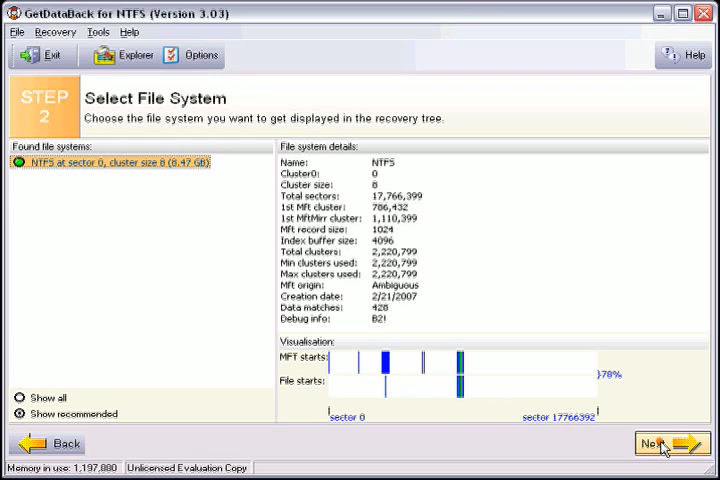 GetDataBack for NTFS (Version 3.03)
File Recovery Tools Help
Exit Explorer Options Help
STEP 2
Select File System
Choose the file system you want to get displayed in the recovery tree.
Found file systems:
NTFS at sector 0, cluster size 8 (8.47 GB)
File system details:
Name: NTFS
Cluster0: 0
Cluster size: 8
Total sectors: 17,766,399
1st Mft cluster: 786,432
1st MftMirr cluster: 1,110,399
Mft record size: 1024
Index buffer size: 4096
Total clusters: 2,220,799
Min clusters used: 2,220,799
Max clusters used: 2,220,799
Mft origin: Ambiguous
Creation date: 2/21/2007
Data matches: 428
Debug info: B2!
Visualisation:
MFT starts:
}78%
File starts:
sector 0 sector 17766392
Show all
Show recommended
Back
Memory in use: 1,197,880 Unlicensed Evaluation Copy